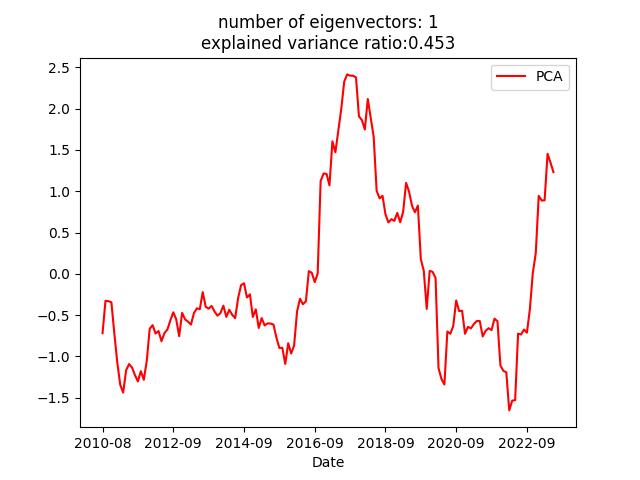 number of eigenvectors: 1
explained variance ratio:0.453
PCA
2.5
2.0
1.5
1.0
0.5
0.0
−0.5
−1.0
−1.5
2010-08 2012-09 2014-09 2016-09 2018-09 2020-09 2022-09
Date